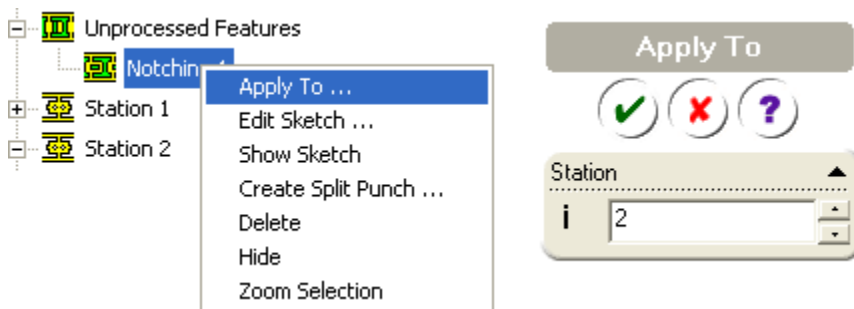 Unprocessed Features
Notching
Apply To ...
Edit Sketch ...
Show Sketch
Create Split Punch ...
Delete
Hide
Zoom Selection
Station 1
Station 2
Apply To
?
Station
i
2